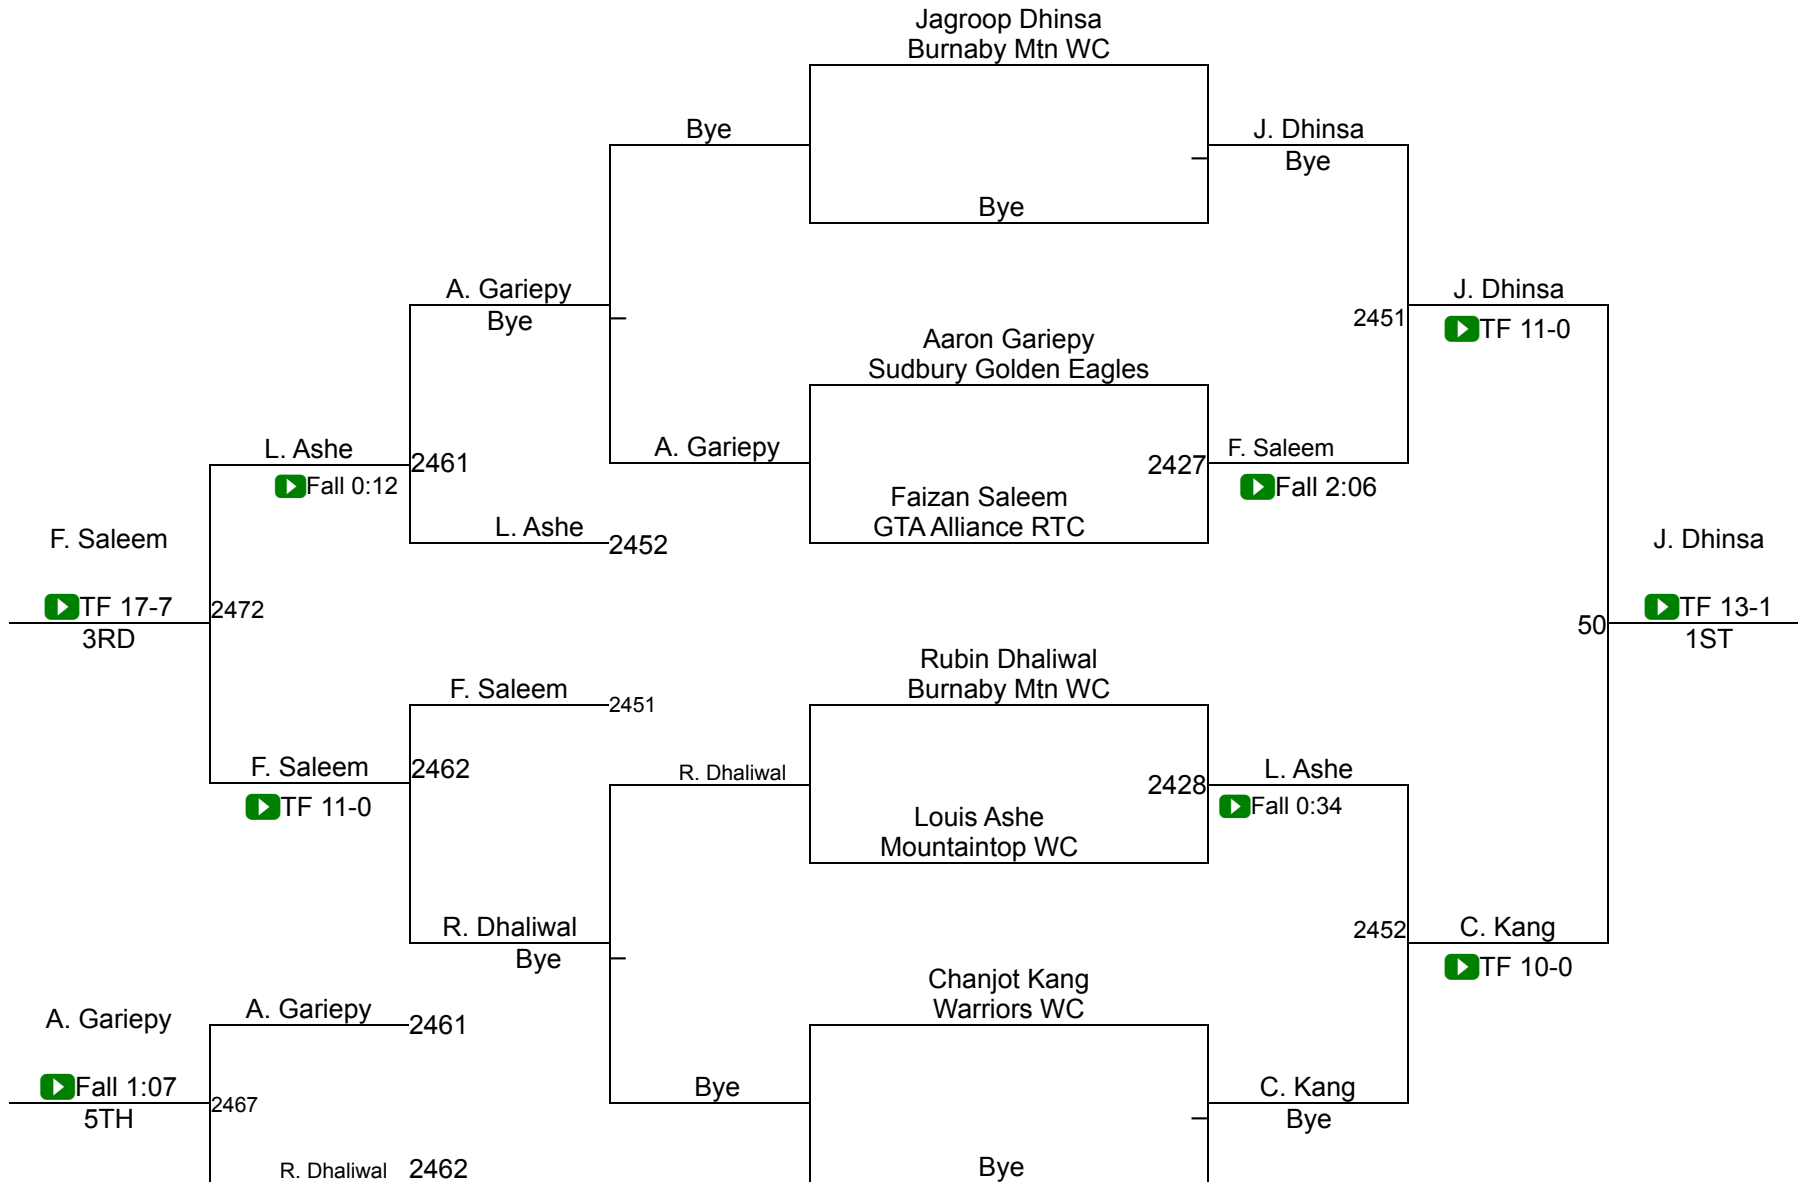 Jagroop Dhinsa
Burnaby Mtn WC
Bye
J. Dhinsa
Bye
Bye
A. Gariepy
Bye
J. Dhinsa
2451
TF 11-0
Aaron Gariepy
Sudbury Golden Eagles
L. Ashe
2461
A. Gariepy
2427
F. Saleem
Fall 0:12
Fall 2:06
Faizan Saleem
GTA Alliance RTC
L. Ashe
2452
F. Saleem
J. Dhinsa
TF 17-7
2472
3RD
50
TF 13-1
1ST
Rubin Dhaliwal
Burnaby Mtn WC
F. Saleem
2451
F. Saleem
2462
R. Dhaliwal
2428
L. Ashe
TF 11-0
Fall 0:34
Louis Ashe
Mountaintop WC
R. Dhaliwal
Bye
2452
C. Kang
TF 10-0
Chanjot Kang
Warriors WC
A. Gariepy
A. Gariepy
2461
Fall 1:07
2467
5TH
Bye
C. Kang
Bye
R. Dhaliwal
2462
Bye